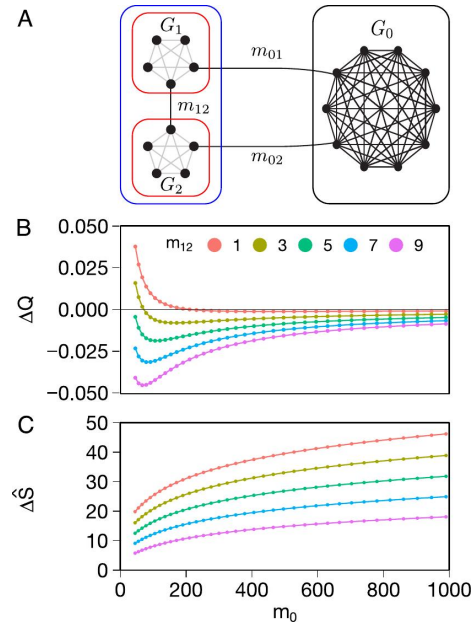 A
G₁
G₀
m₀₁
m₁₂
G₂
m₀₂
B
0.050
m₁₂ 1 3 5 7 9
0.025
0.000
−0.025
−0.050
ΔQ
C
50
40
30
20
10
0
ΔŜ
0 200 400 600 800 1000
m₀